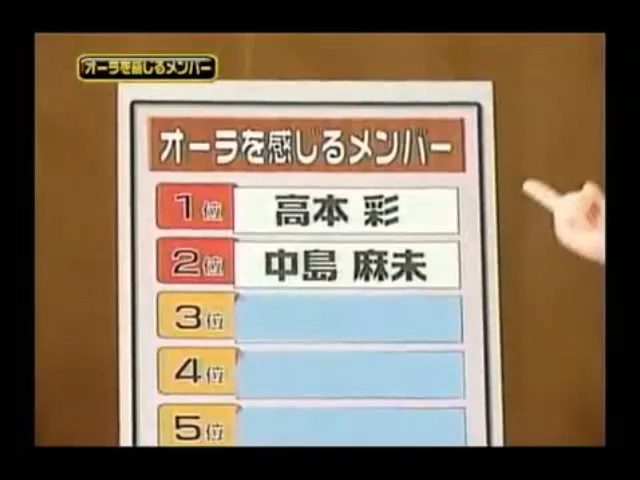 オーラを感じるメンバー
オーラを感じるメンバー
1位 高本 彩
2位 中島 麻未
3位
4位
5位